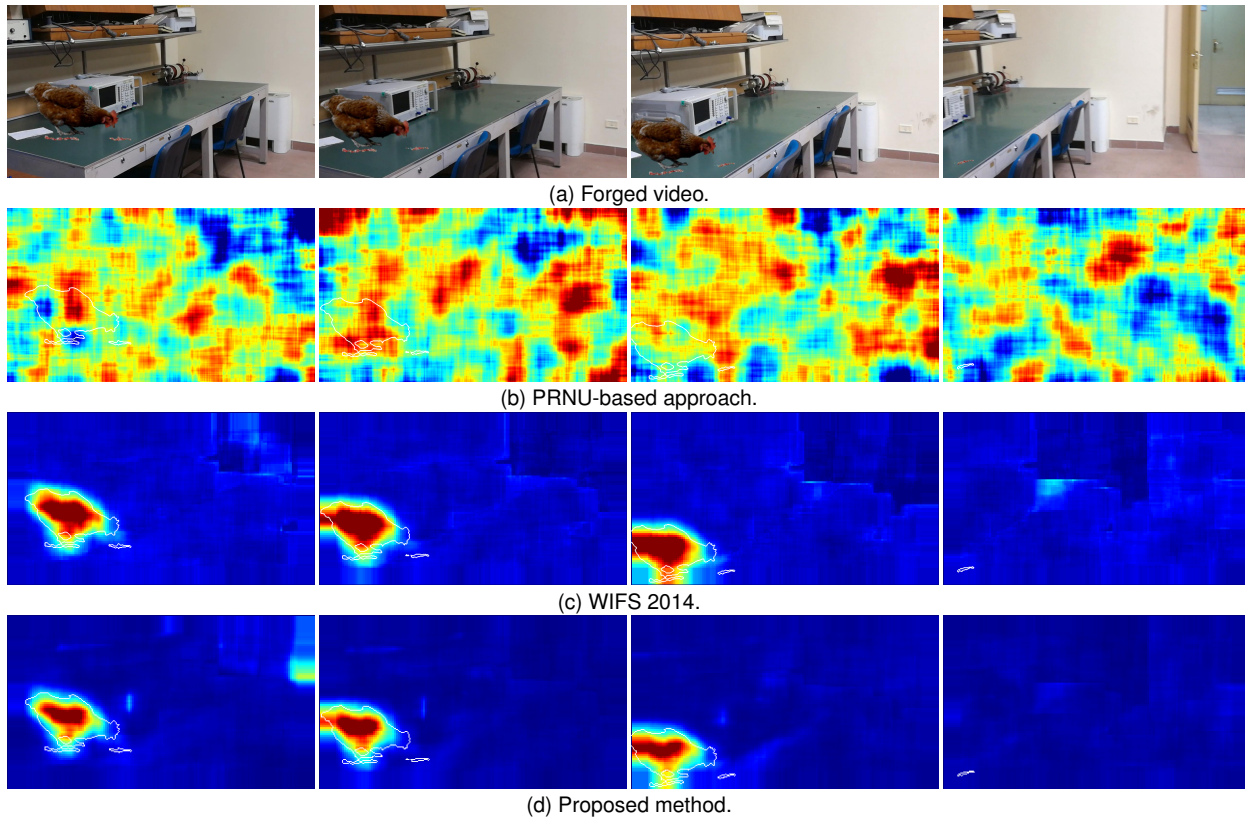 (a) Forged video.
(b) PRNU-based approach.
(c) WIFS 2014.
(d) Proposed method.